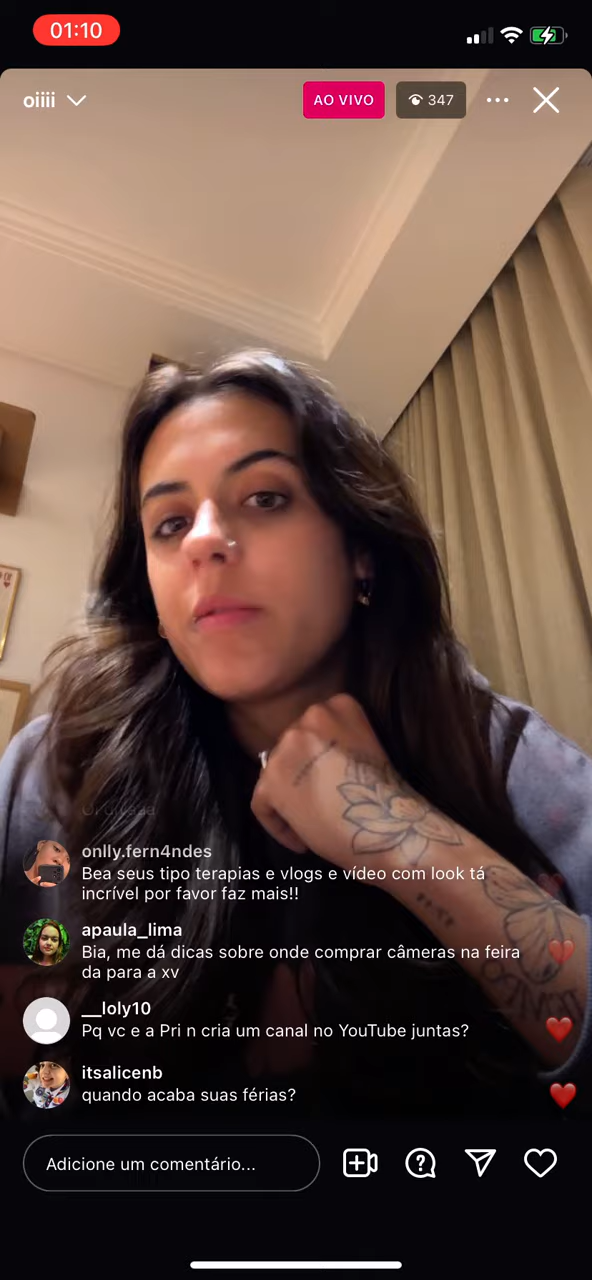 01:10
oiiii
AO VIVO
347
onlly.fern4ndes
Bea seus tipo terapias e vlogs e vídeo com look tá
incrível por favor faz mais!!
apaula_lima
Bia, me dá dicas sobre onde comprar câmeras na feira
da para a xv
__loly10
Pq vc e a Pri n cria um canal no YouTube juntas?
itsalicenb
quando acaba suas férias?
Adicione um comentário...